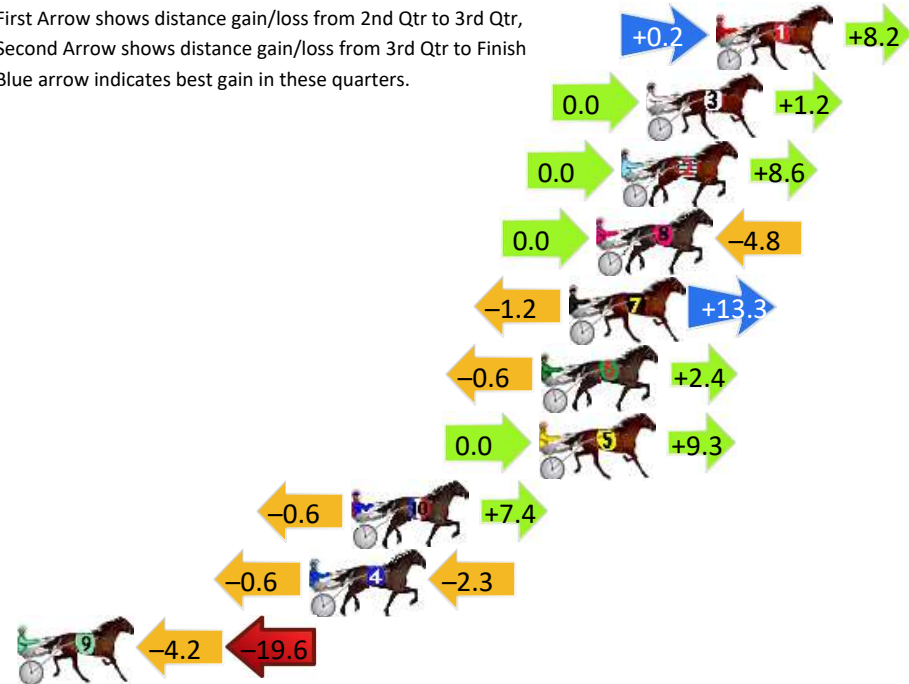 First Arrow shows distance gain/loss from 2nd Qtr to 3rd Qtr,
Second Arrow shows distance gain/loss from 3rd Qtr to Finish
Blue arrow indicates best gain in these quarters.
+0.2 1 +8.2
0.0 3 +1.2
0.0 2 +8.6
0.0 8 –4.8
–1.2 7 +13.3
–0.6 6 +2.4
0.0 5 +9.3
–0.6 10 +7.4
–0.6 4 –2.3
9 –4.2 –19.6